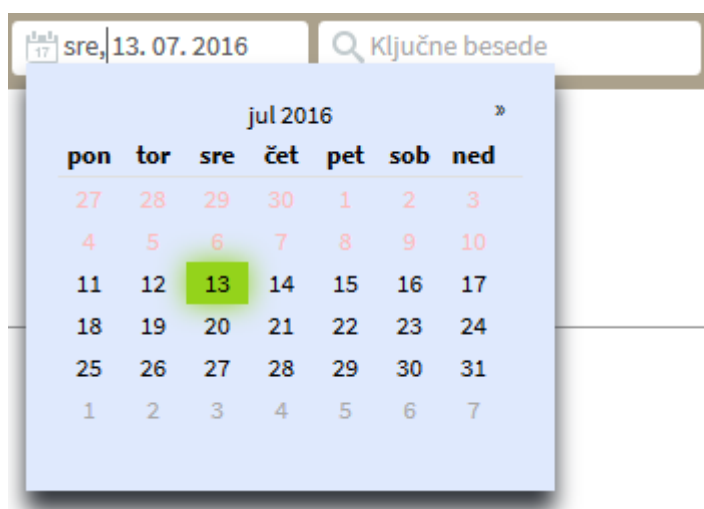 17 sre, 13. 07. 2016 Ključne besede
jul 2016 »
pon tor sre čet pet sob ned
27 28 29 30 1 2 3
4 5 6 7 8 9 10
11 12 13 14 15 16 17
18 19 20 21 22 23 24
25 26 27 28 29 30 31
1 2 3 4 5 6 7